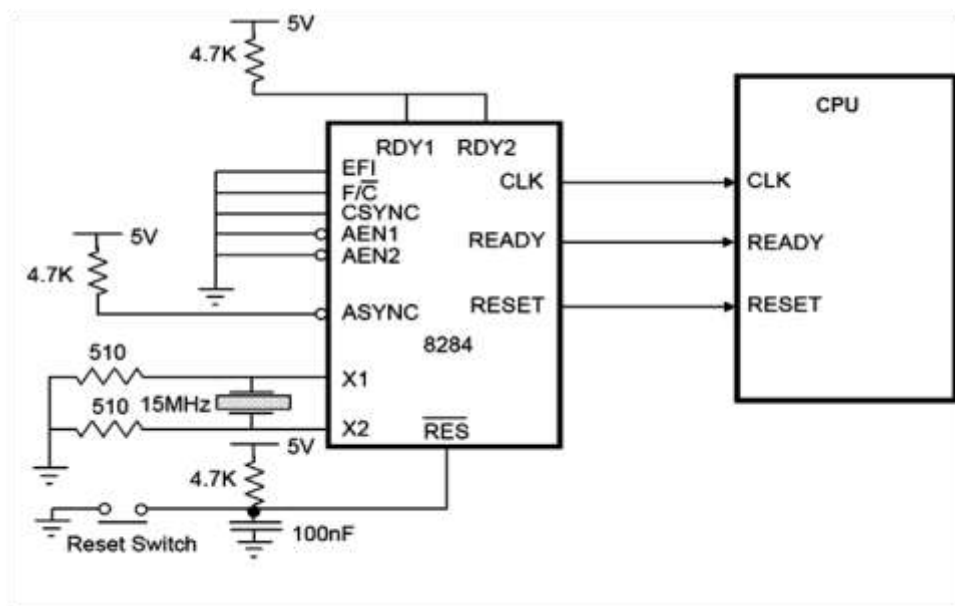 5V
4.7K
CPU
RDY1 RDY2
EFI
F/C̅
CSYNC
AEN1
AEN2
CLK
CLK
READY
READY
RESET
RESET
5V
4.7K
ASYNC
8284
510
X1
15MHz
510
X2
R̅E̅S̅
5V
4.7K
100nF
Reset Switch